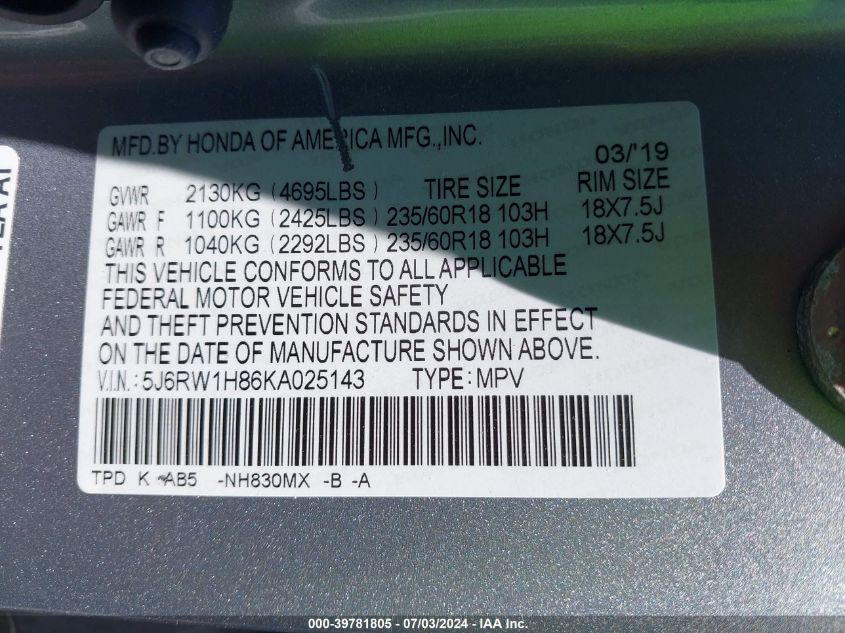 MFD.BY HONDA OF AMERICA MFG.,INC.
03/'19
GVWR 2130KG (4695LBS) TIRE SIZE RIM SIZE
GAWR F 1100KG (2425LBS) 235/60R18 103H 18X7.5J
GAWR R 1040KG (2292LBS) 235/60R18 103H 18X7.5J
THIS VEHICLE CONFORMS TO ALL APPLICABLE
FEDERAL MOTOR VEHICLE SAFETY
AND THEFT PREVENTION STANDARDS IN EFFECT
ON THE DATE OF MANUFACTURE SHOWN ABOVE.
V.I.N.: 5J6RW1H86KA025143 TYPE: MPV
TPD K -AB5 -NH830MX -B -A
000-39781805 - 07/03/2024 - IAA Inc.